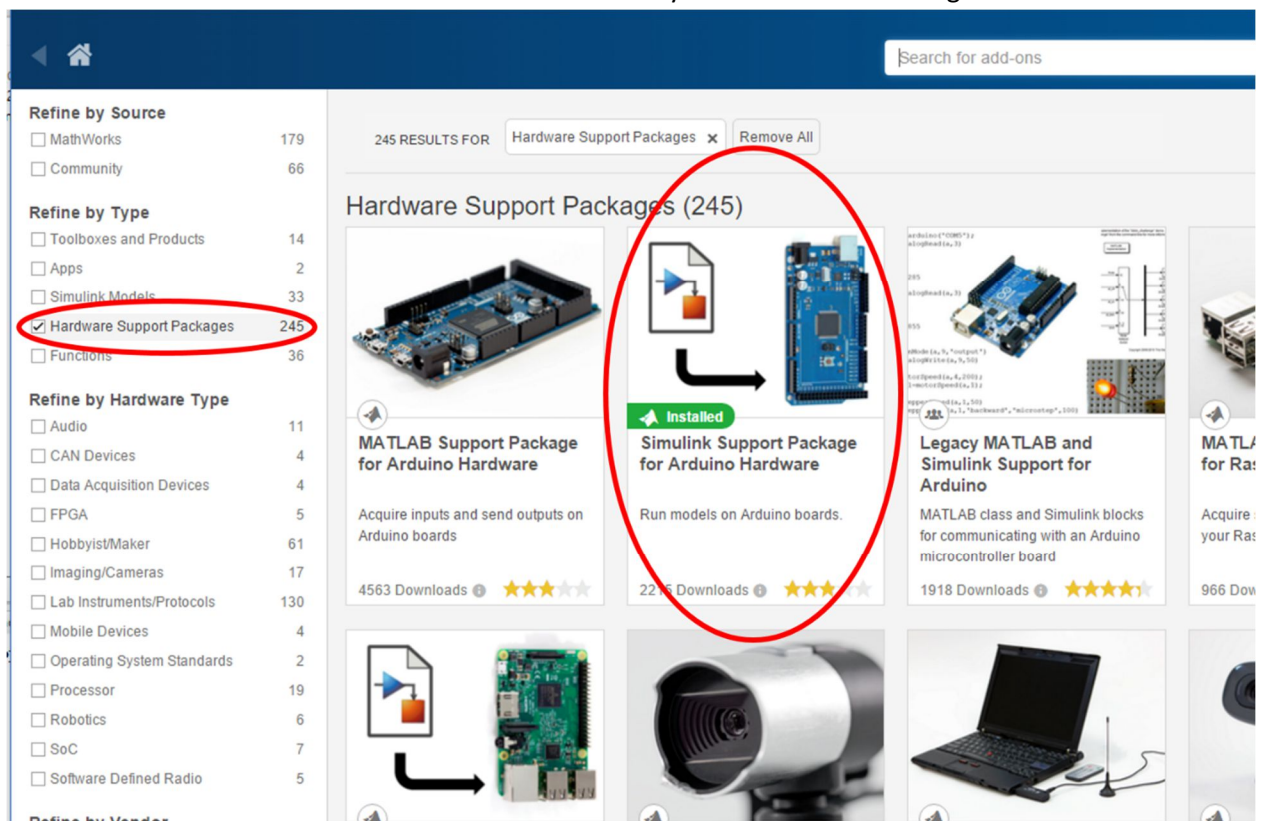 Search for add-ons
Refine by Source
MathWorks 179
Community 66
Refine by Type
Toolboxes and Products 14
Apps 2
Simulink Models 33
Hardware Support Packages 245
Functions 36
Refine by Hardware Type
Audio 11
CAN Devices 4
Data Acquisition Devices 4
FPGA 5
Hobbyist/Maker 61
Imaging/Cameras 17
Lab Instruments/Protocols 130
Mobile Devices 4
Operating System Standards 2
Processor 19
Robotics 6
SoC 7
Software Defined Radio 5
245 RESULTS FOR Hardware Support Packages x Remove All
Hardware Support Packages (245)
MATLAB Support Package
for Arduino Hardware
Acquire inputs and send outputs on
Arduino boards
4563 Downloads
Installed
Simulink Support Package
for Arduino Hardware
Run models on Arduino boards.
Downloads
Legacy MATLAB and
Simulink Support for
Arduino
MATLAB class and Simulink blocks
for communicating with an Arduino
microcontroller board
1918 Downloads
for
Acquire
your
966